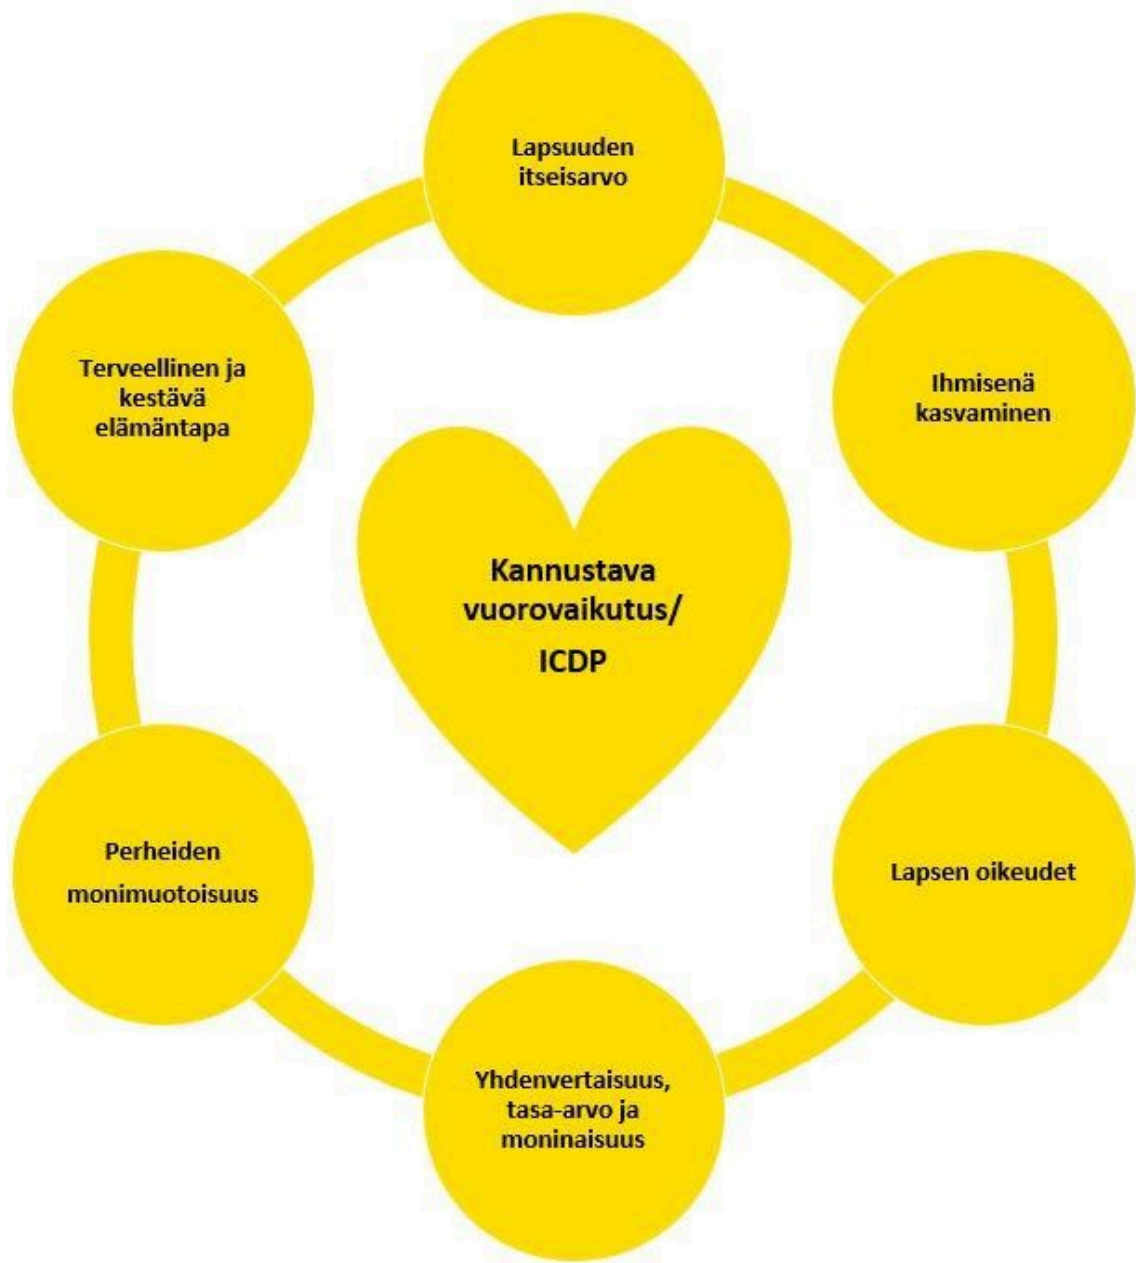 Lapsuuden
itseisarvo
Ihmisenä
kasvaminen
Lapsen oikeudet
Yhdenvertaisuus,
tasa-arvo ja
moninaisuus
Perheiden
monimuotoisuus
Terveellinen ja
kestävä
elämäntapa
Kannustava
vuorovaikutus/
ICDP